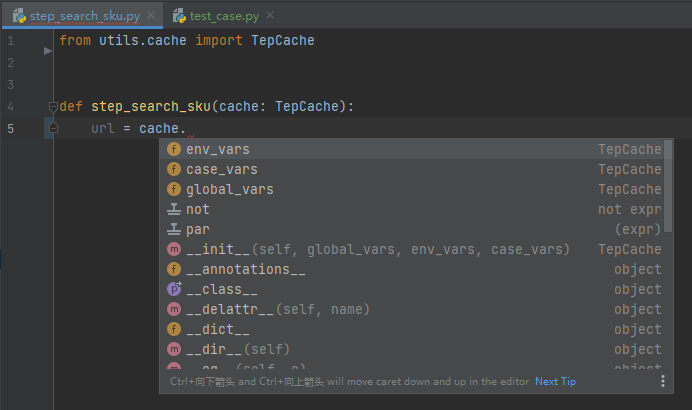 step_search_sku.py
test_case.py
1 from utils.cache import TepCache
2
3
4 def step_search_sku(cache: TepCache):
5 url = cache.
f env_vars TepCache
f case_vars TepCache
f global_vars TepCache
not not expr
par (expr)
m __init__(self, global_vars, env_vars, case_vars) TepCache
f __annotations__ object
p __class__ object
m __delattr__(self, name) object
f __dict__ object
m __dir__(self) object
m __eq__(self, o) object
Ctrl+向下箭头 and Ctrl+向上箭头 will move caret down and up in the editor Next Tip